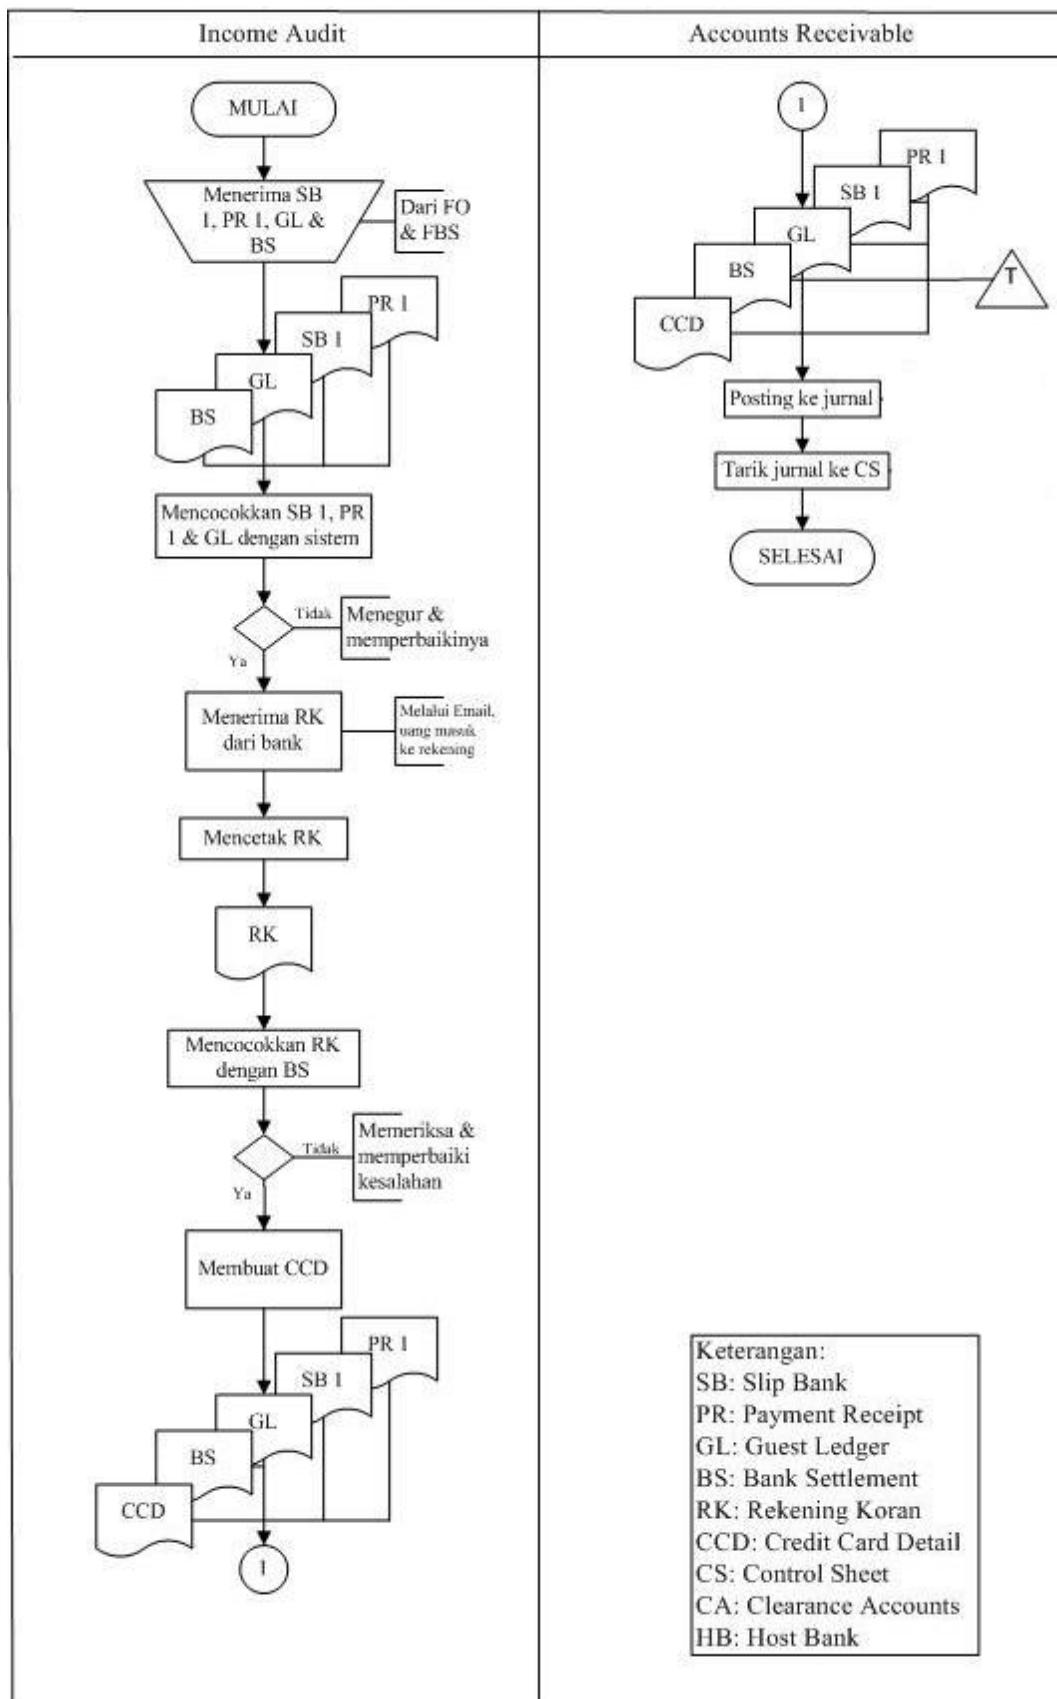 Income Audit
MULAI
Menerima SB
1, PR 1, GL &
BS
Dari FO
& FBS
PR 1
SB 1
GL
BS
Mencocokkan SB 1, PR
1 & GL dengan sistem
Tidak
Menegur &
memperbaikinya
Ya
Menerima RK
dari bank
Melalui Email,
uang masuk
ke rekening
Mencetak RK
RK
Mencocokkan RK
dengan BS
Tidak
Memeriksa &
memperbaiki
kesalahan
Ya
Membuat CCD
PR 1
SB 1
GL
BS
CCD
1
Accounts Receivable
1
PR 1
SB 1
GL
BS
T
CCD
Posting ke jurnal
Tarik jurnal ke CS
SELESAI
Keterangan:
SB: Slip Bank
PR: Payment Receipt
GL: Guest Ledger
BS: Bank Settlement
RK: Rekening Koran
CCD: Credit Card Detail
CS: Control Sheet
CA: Clearance Accounts
HB: Host Bank